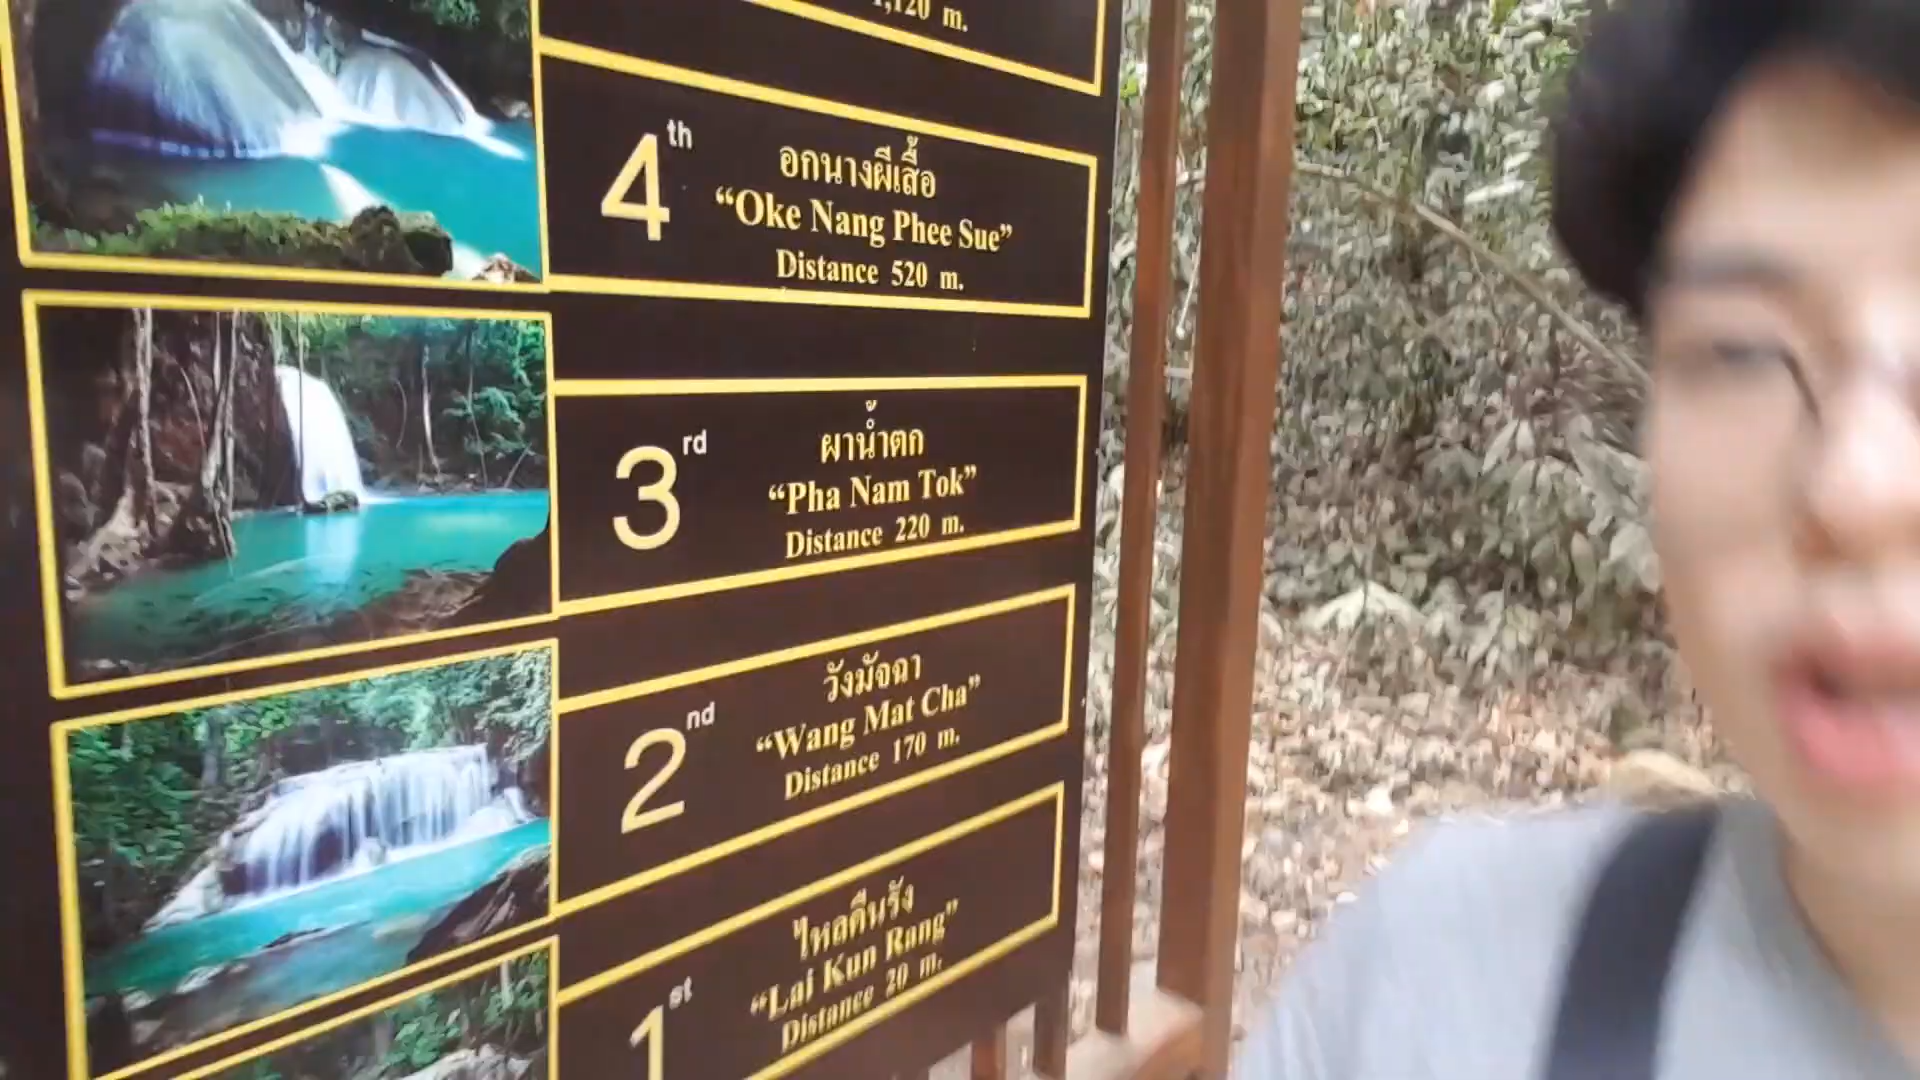 1,120 m.
4th
อกนางผีเสื้อ
“Oke Nang Phee Sue”
Distance 520 m.
3rd
ผาน้ำตก
“Pha Nam Tok”
Distance 220 m.
2nd
วังมัจฉา
“Wang Mat Cha”
Distance 170 m.
1st
ไหลคืนรัง
“Lai Kun Rang”
Distance 20 m.